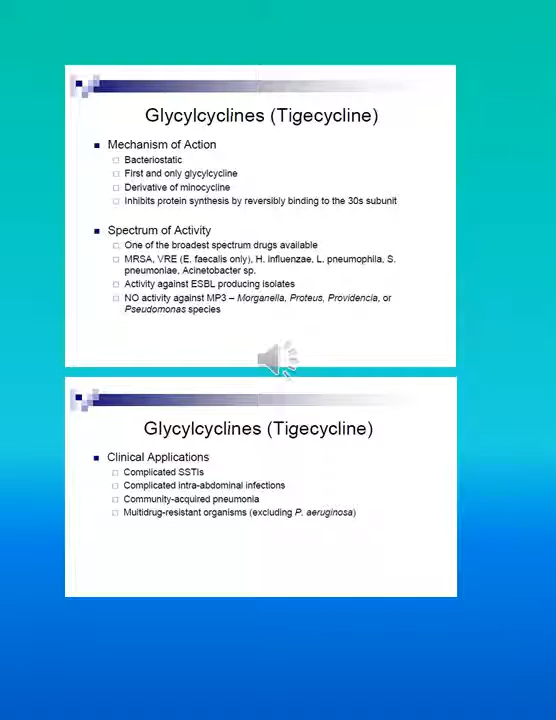 Glycylcyclines (Tigecycline)
Mechanism of Action
Bacteriostatic
First and only glycylcycline
Derivative of minocycline
Inhibits protein synthesis by reversibly binding to the 30s subunit
Spectrum of Activity
One of the broadest spectrum drugs available
MRSA, VRE (E. faecalis only), H. influenzae, L. pneumophila, S.
pneumoniae, Acinetobacter sp.
Activity against ESBL producing isolates
NO activity against MP3 – Morganella, Proteus, Providencia, or
Pseudomonas species
Glycylcyclines (Tigecycline)
Clinical Applications
Complicated SSTIs
Complicated intra-abdominal infections
Community-acquired pneumonia
Multidrug-resistant organisms (excluding P. aeruginosa)